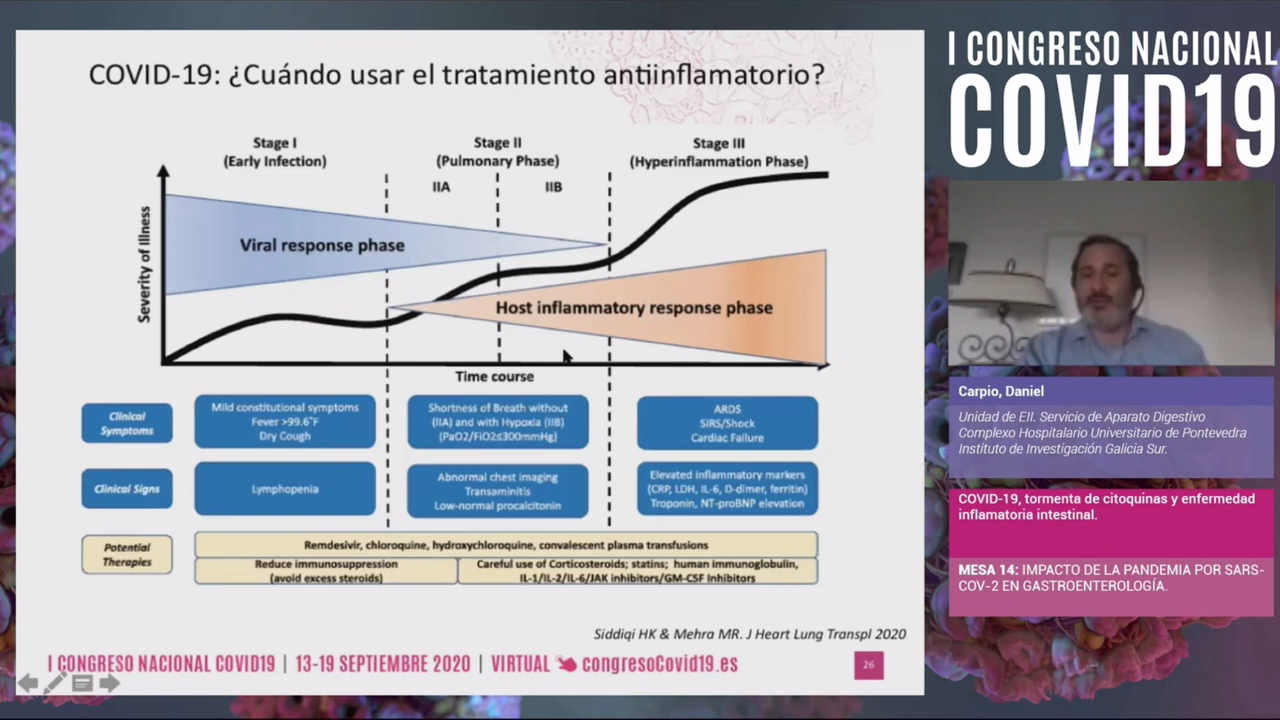 COVID-19: ¿Cuándo usar el tratamiento antiinflamatorio?
Stage I
(Early Infection)
Stage II
(Pulmonary Phase)
Stage III
(Hyperinflammation Phase)
IIA
IIB
Severity of Illness
Viral response phase
Host inflammatory response phase
Time course
Clinical
Symptoms
Mild constitutional symptoms
Fever >99.6°F
Dry Cough
Shortness of Breath without
(IIA) and with Hypoxia (IIB)
(PaO2/FiO2≤300mmHg)
ARDS
SIRS/Shock
Cardiac Failure
Clinical Signs
Lymphopenia
Abnormal chest imaging
Transaminitis
Low-normal procalcitonin
Elevated inflammatory markers
(CRP, LDH, IL-6, D-dimer, ferritin)
Troponin, NT-proBNP elevation
Potential
Therapies
Remdesivir, chloroquine, hydroxychloroquine, convalescent plasma transfusions
Reduce immunosuppression
(avoid excess steroids)
Careful use of Corticosteroids; statins; human immunoglobulin,
IL-1/IL-2/IL-6/JAK inhibitors/GM-CSF Inhibitors
Siddiqi HK & Mehra MR. J Heart Lung Transpl 2020
I CONGRESO NACIONAL COVID19 | 13-19 SEPTIEMBRE 2020 | VIRTUAL congresoCovid19.es
26
I CONGRESO NACIONAL
COVID19
Carpio, Daniel
Unidad de EII. Servicio de Aparato Digestivo
Complexo Hospitalario Universitario de Pontevedra
Instituto de Investigación Galicia Sur.
COVID-19, tormenta de citoquinas y enfermedad
inflamatoria intestinal.
MESA 14: IMPACTO DE LA PANDEMIA POR SARS-
COV-2 EN GASTROENTEROLOGÍA.